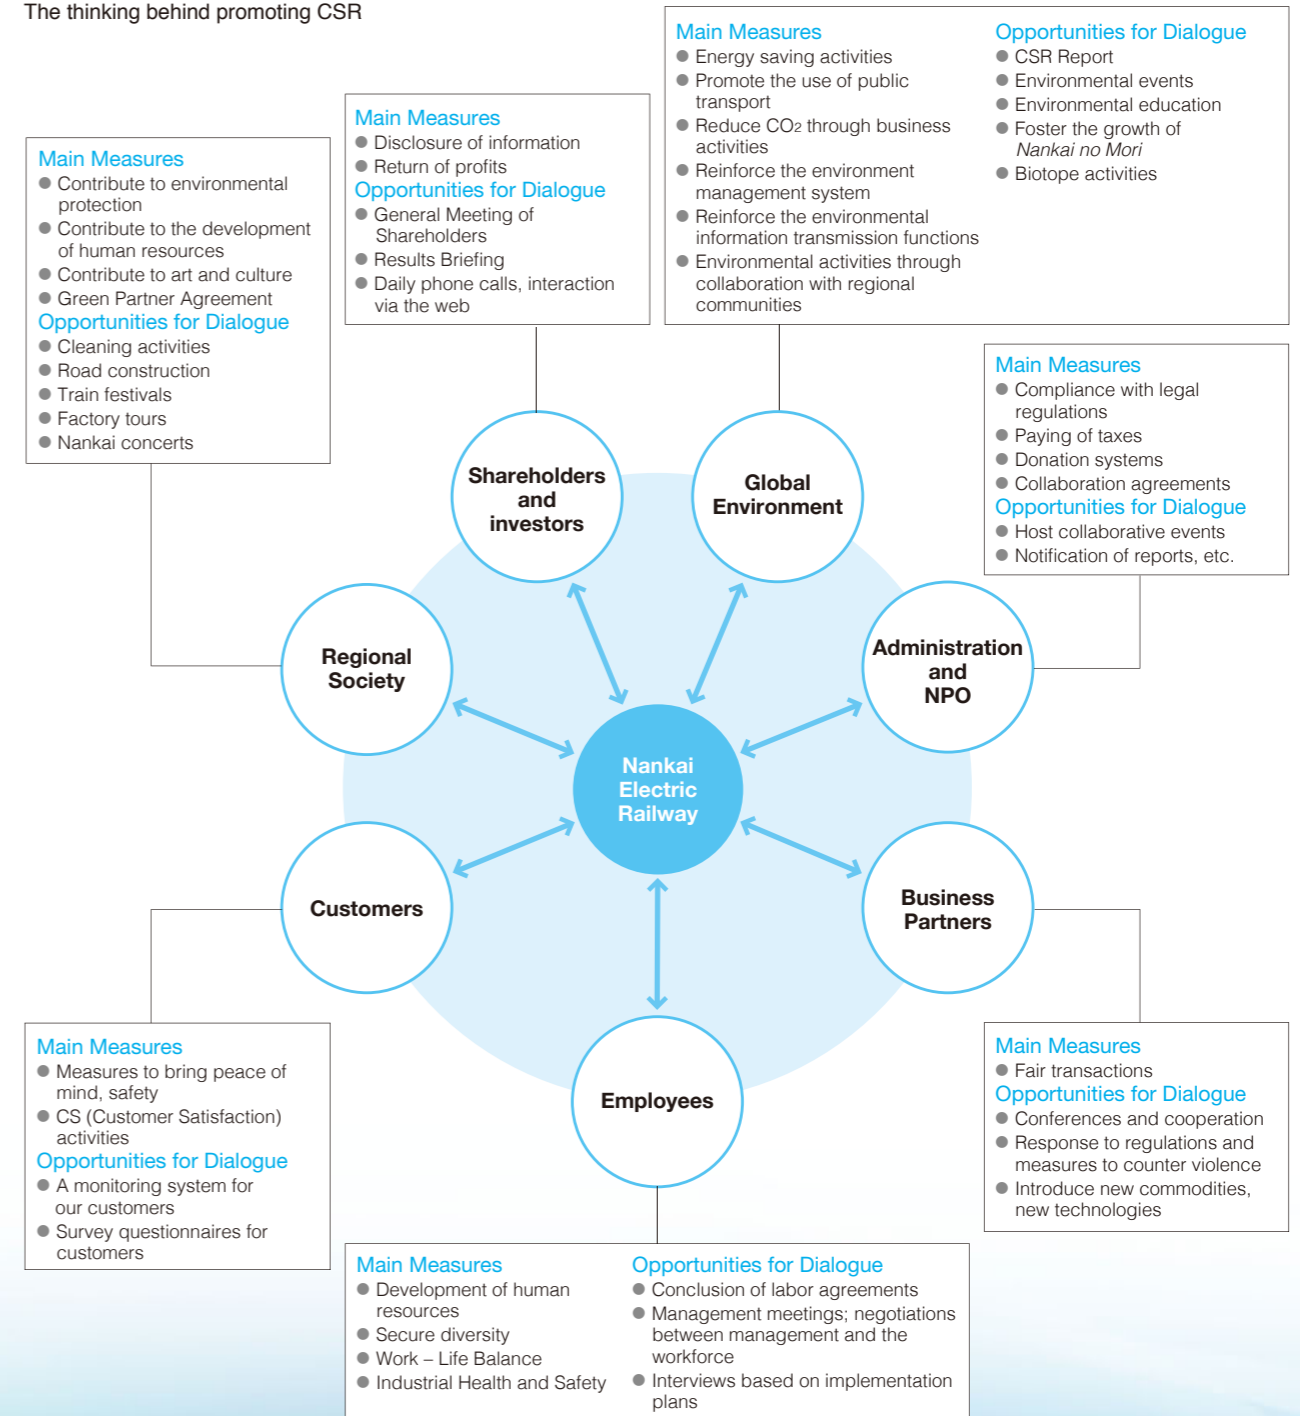 The thinking behind promoting CSR
Main Measures
● Energy saving activities
● Promote the use of public
transport
● Reduce CO2 through business
activities
● Reinforce the environment
management system
● Reinforce the environmental
information transmission functions
● Environmental activities through
collaboration with regional
communities
Opportunities for Dialogue
● CSR Report
● Environmental events
● Environmental education
● Foster the growth of
Nankai no Mori
● Biotope activities
Main Measures
● Disclosure of information
● Return of profits
Opportunities for Dialogue
● General Meeting of
Shareholders
● Results Briefing
● Daily phone calls, interaction
via the web
Main Measures
● Contribute to environmental
protection
● Contribute to the development
of human resources
● Contribute to art and culture
● Green Partner Agreement
Opportunities for Dialogue
● Cleaning activities
● Road construction
● Train festivals
● Factory tours
● Nankai concerts
Main Measures
● Compliance with legal
regulations
● Paying of taxes
● Donation systems
● Collaboration agreements
Opportunities for Dialogue
● Host collaborative events
● Notification of reports, etc.
Shareholders
and
investors
Global
Environment
Regional
Society
Administration
and
NPO
Nankai
Electric
Railway
Customers
Business
Partners
Employees
Main Measures
● Measures to bring peace of
mind, safety
● CS (Customer Satisfaction)
activities
Opportunities for Dialogue
● A monitoring system for
our customers
● Survey questionnaires for
customers
Main Measures
● Fair transactions
Opportunities for Dialogue
● Conferences and cooperation
● Response to regulations and
measures to counter violence
● Introduce new commodities,
new technologies
Main Measures
● Development of human
resources
● Secure diversity
● Work – Life Balance
● Industrial Health and Safety
Opportunities for Dialogue
● Conclusion of labor agreements
● Management meetings; negotiations
between management and the
workforce
● Interviews based on implementation
plans